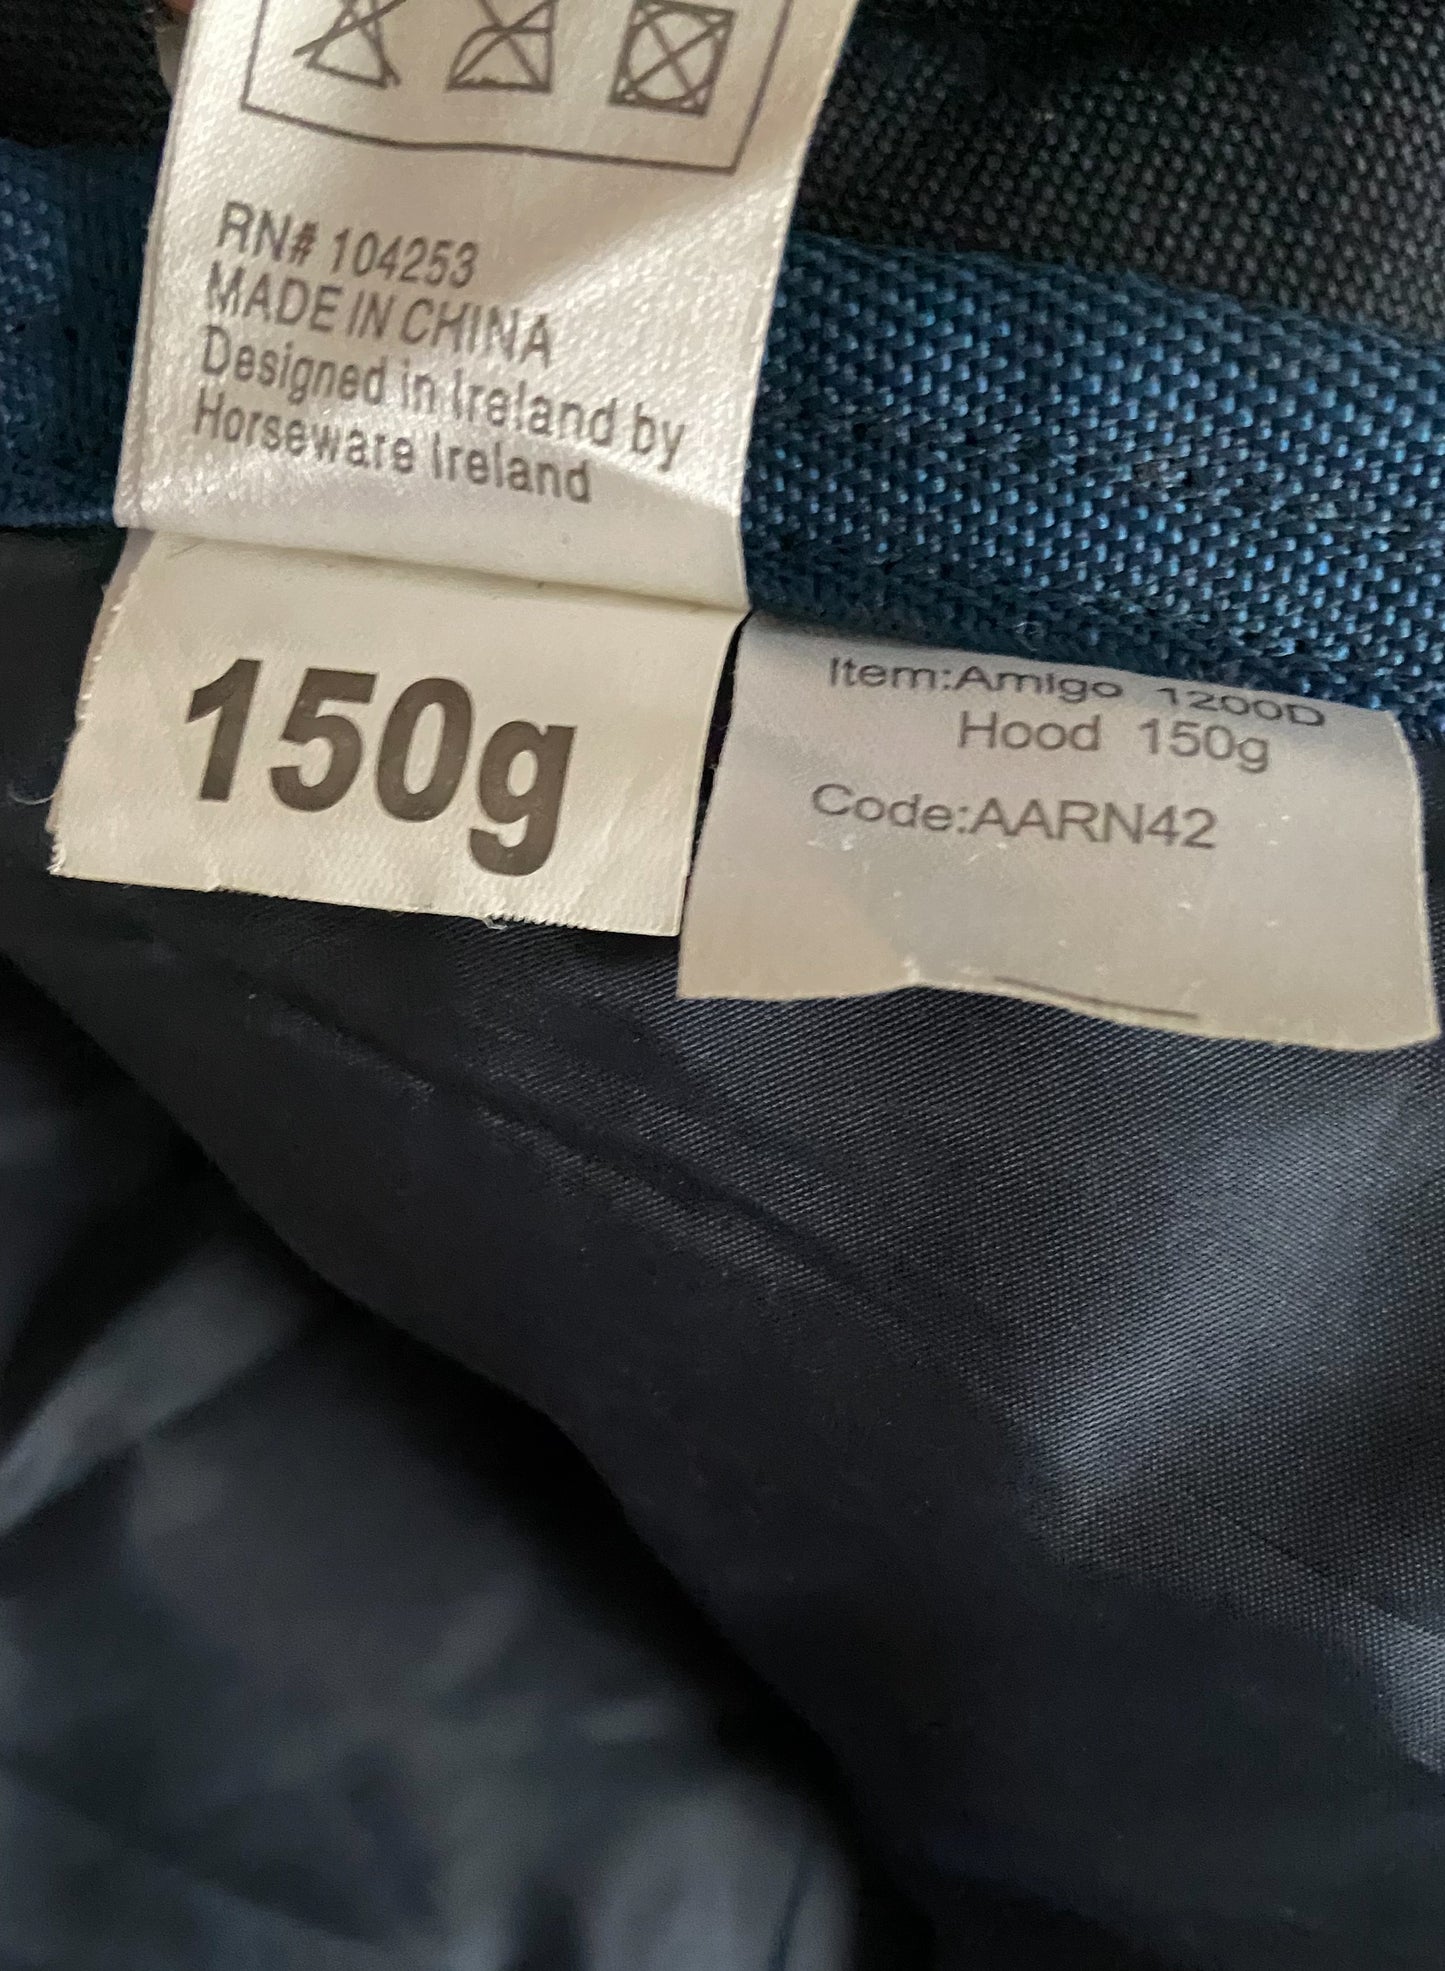 RN# 104253
MADE IN CHINA
Designed in Ireland by
Horseware Ireland
150g
Item:Amigo 1200D
Hood 150g
Code:AARN42